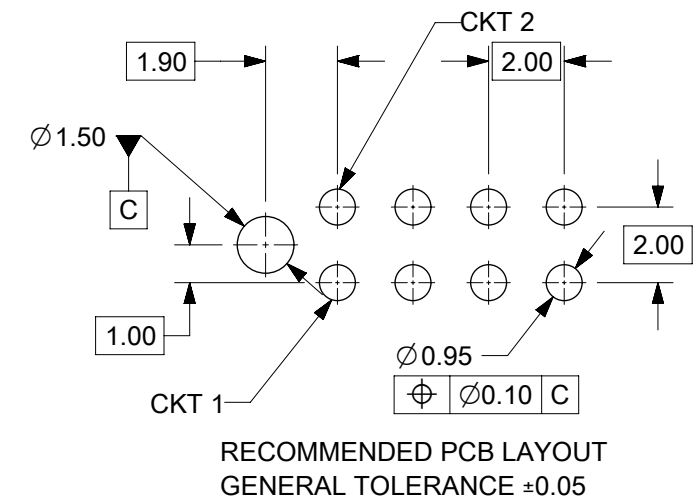 CKT 2
1.90
2.00
∅1.50
C
2.00
1.00
∅0.95
⌖ ∅0.10 C
CKT 1
RECOMMENDED PCB LAYOUT
GENERAL TOLERANCE ±0.05